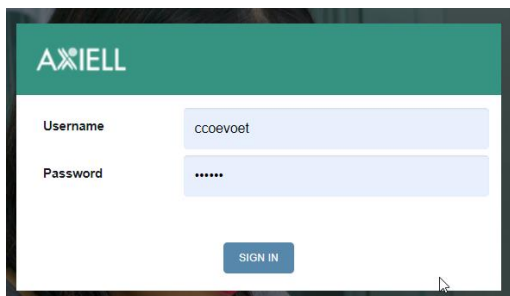 AXIELL
Username ccoevoet
Password ••••••
SIGN IN